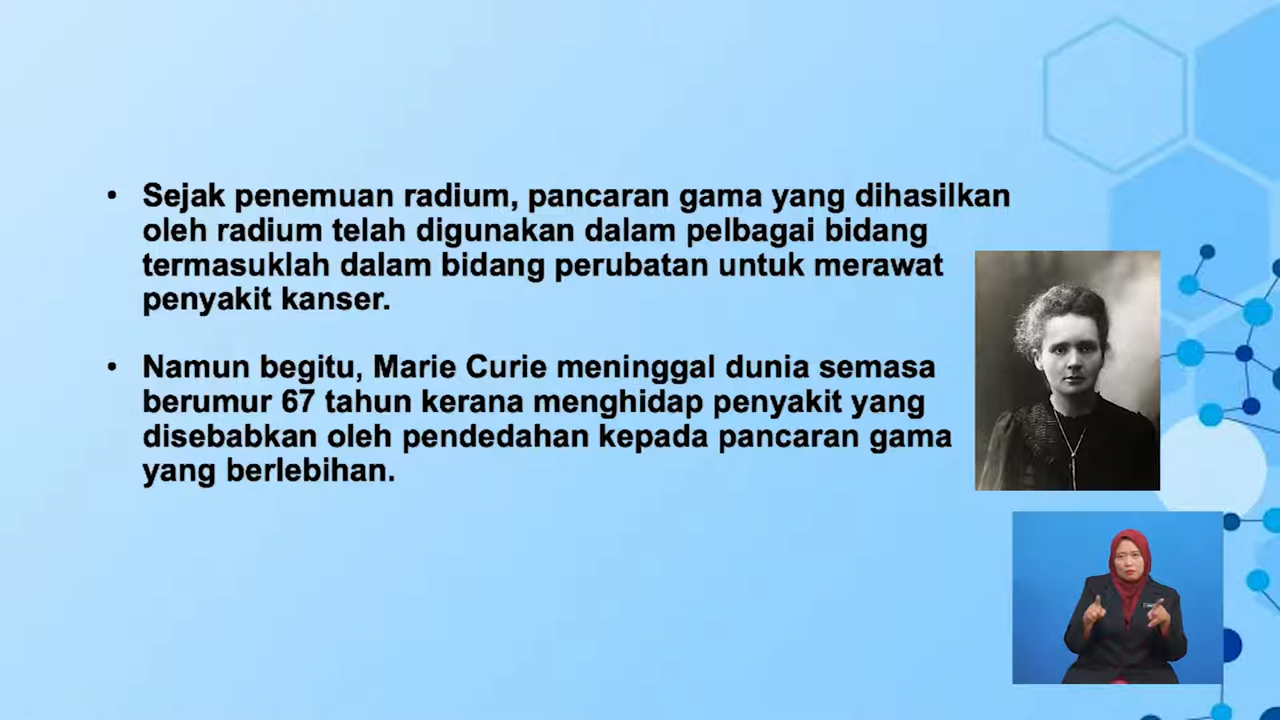 • Sejak penemuan radium, pancaran gama yang dihasilkan
oleh radium telah digunakan dalam pelbagai bidang
termasuklah dalam bidang perubatan untuk merawat
penyakit kanser.
• Namun begitu, Marie Curie meninggal dunia semasa
berumur 67 tahun kerana menghidap penyakit yang
disebabkan oleh pendedahan kepada pancaran gama
yang berlebihan.